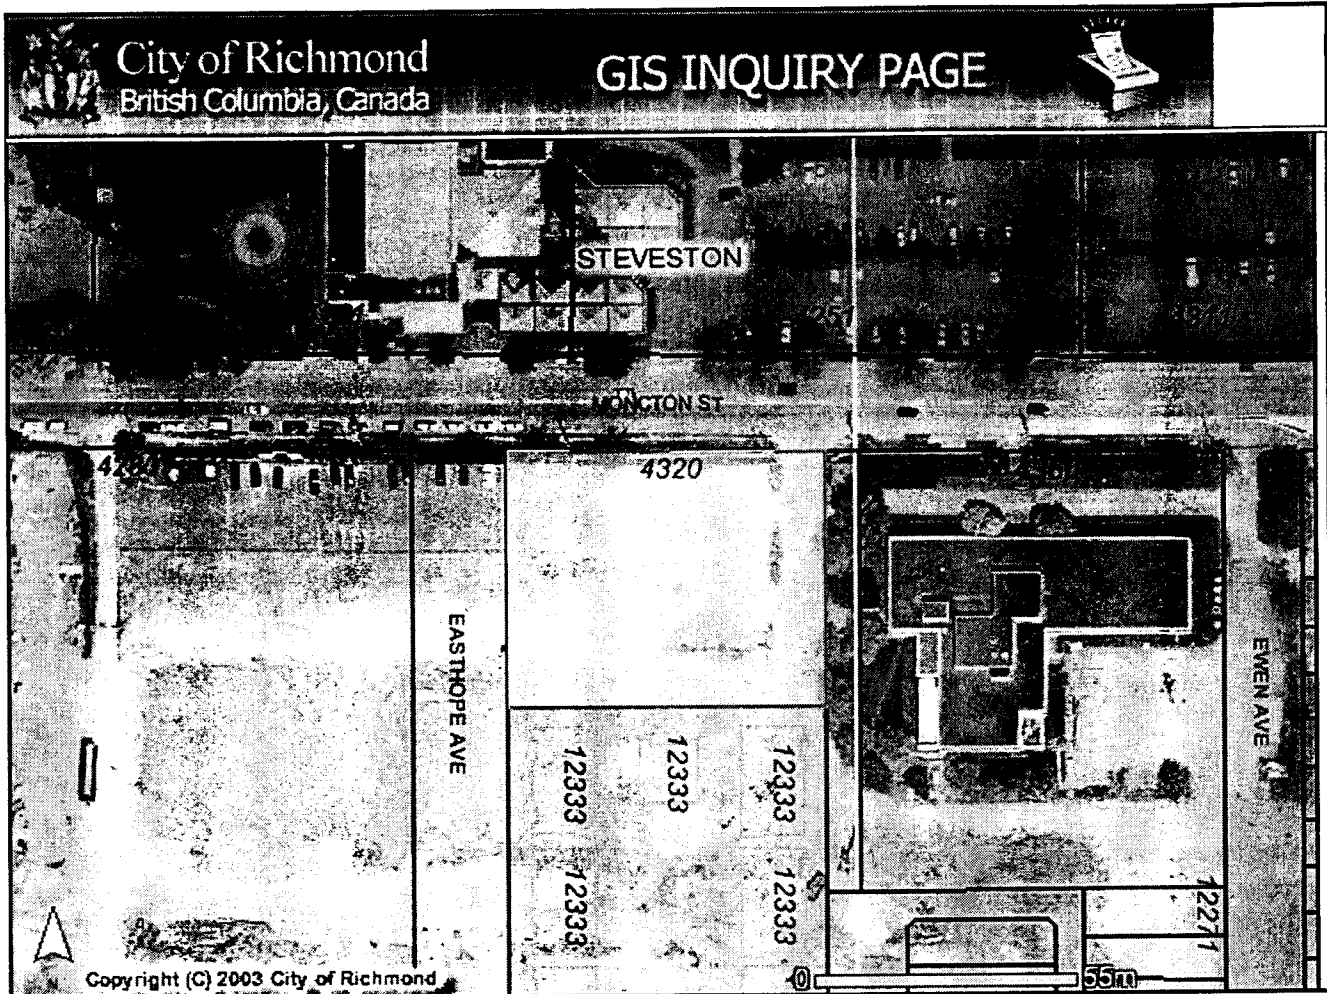 City of Richmond
British Columbia, Canada
GIS INQUIRY PAGE
STEVESTON
MONCTON ST
4320
EASTHOPE AVE
EWEN AVE
12333
12333
12333
12333
12333
12271
N
Copyright (C) 2003 City of Richmond
0
55m